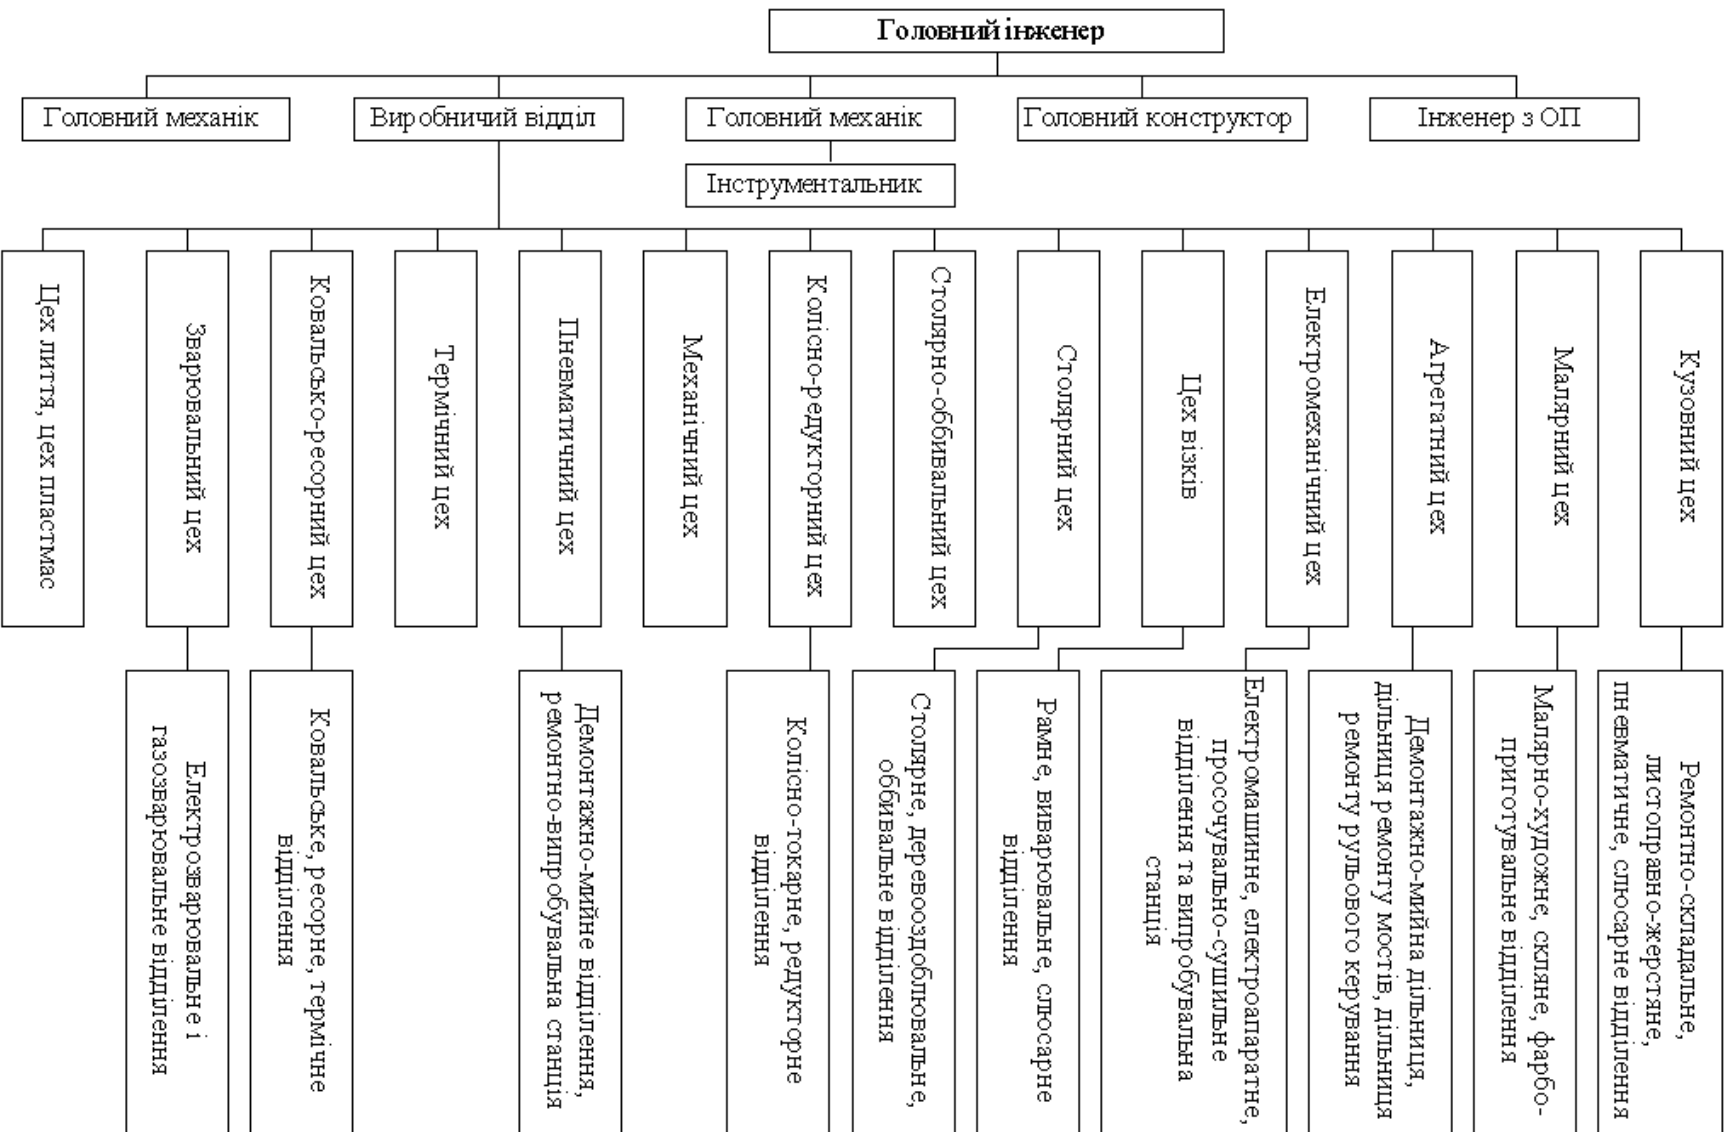 Головний інженер
Головний механік
Виробничий відділ
Головний механік
Головний конструктор
Інженер з ОП
Інструментальник
Цех лиття, цех пластмас
Зварювальний цех
Ковальсько-ресорний цех
Термічний цех
Пневматичний цех
Механічний цех
Колісно-редукторний цех
Столярно-оббивальний цех
Столярний цех
Цех візків
Електромеханічний цех
Агрегатний цех
Малярний цех
Кузовний цех
Електрозварювальне і
газозварювальне відділення
Ковальське, ресорне, термічне
відділення
Демонтажно-мийне відділення,
ремонтно-випробувальна станція
Колісно-токарне, редукторне
відділення
Столярне, деревооздоблювальне,
оббивальне відділення
Рамне, виварювальне, слюсарне
відділення
Електромашинне, електроапаратне,
просочувально-сушильне
відділення та випробувальна
станція
Демонтажно-мийна дільниця,
дільниця ремонту мостів, дільниця
ремонту рульового керування
Малярно-художнє, скляне, фарбо-
приготувальне відділення
Ремонтно-складальне,
листоправно-жерстяне,
пневматичне, слюсарне відділення